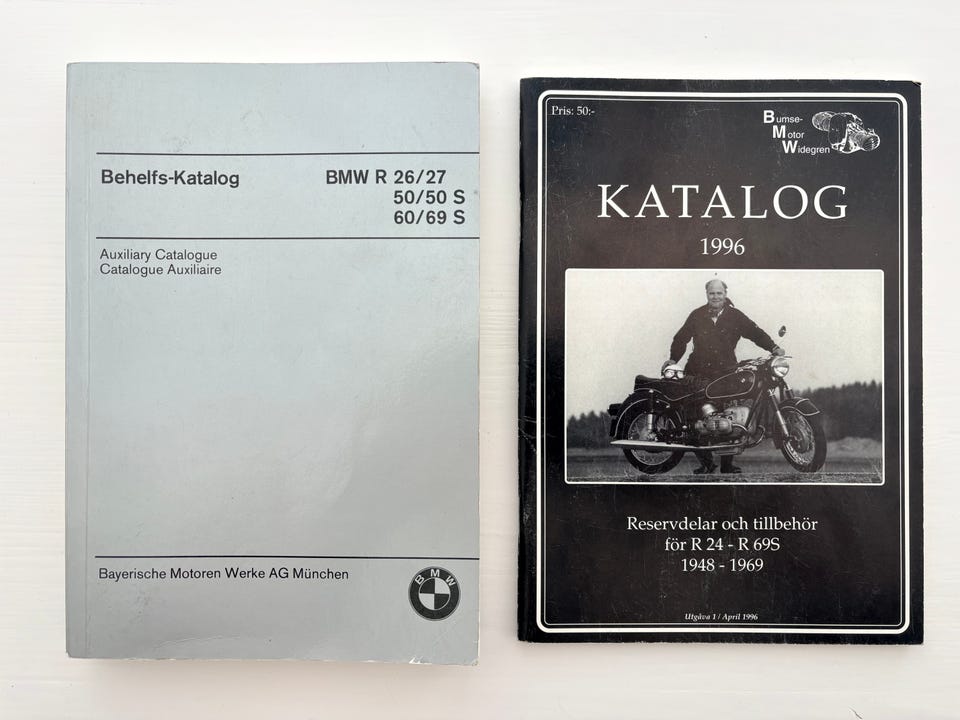 Behelfs-Katalog
BMW R 26/27
50/50 S
60/69 S
Auxiliary Catalogue
Catalogue Auxiliaire
Bayerische Motoren Werke AG München
BMW
Pris: 50:-
Bumse-
Motor
Widegren
KATALOG
1996
Reservdelar och tillbehör
för R 24 - R 69S
1948 - 1969
Utgåva 1 / April 1996